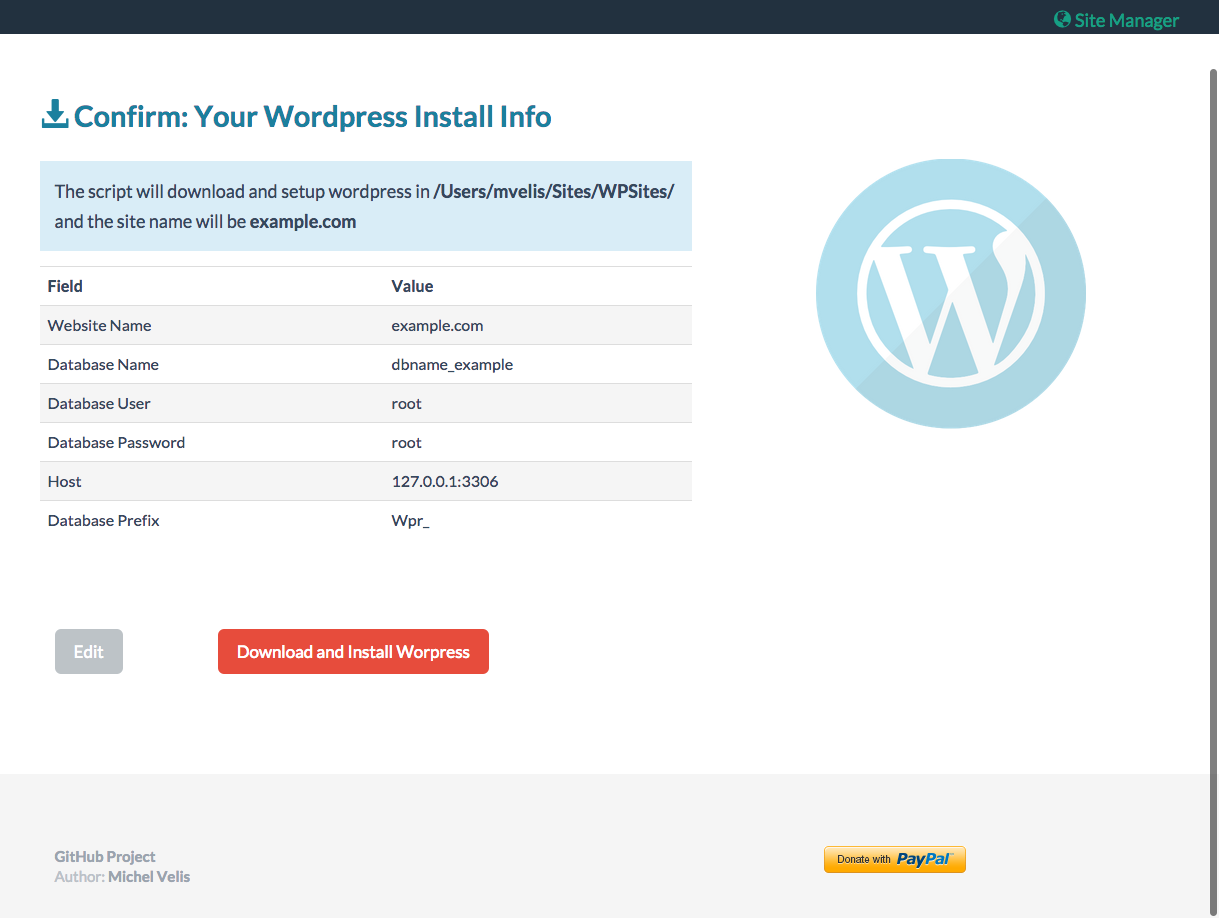 Site Manager
Confirm: Your Wordpress Install Info
The script will download and setup wordpress in /Users/mvelis/Sites/WPSites/
and the site name will be example.com
Field Value
Website Name example.com
Database Name dbname_example
Database User root
Database Password root
Host 127.0.0.1:3306
Database Prefix Wpr_
Edit Download and Install Worpress
GitHub Project
Author: Michel Velis
Donate with PayPal